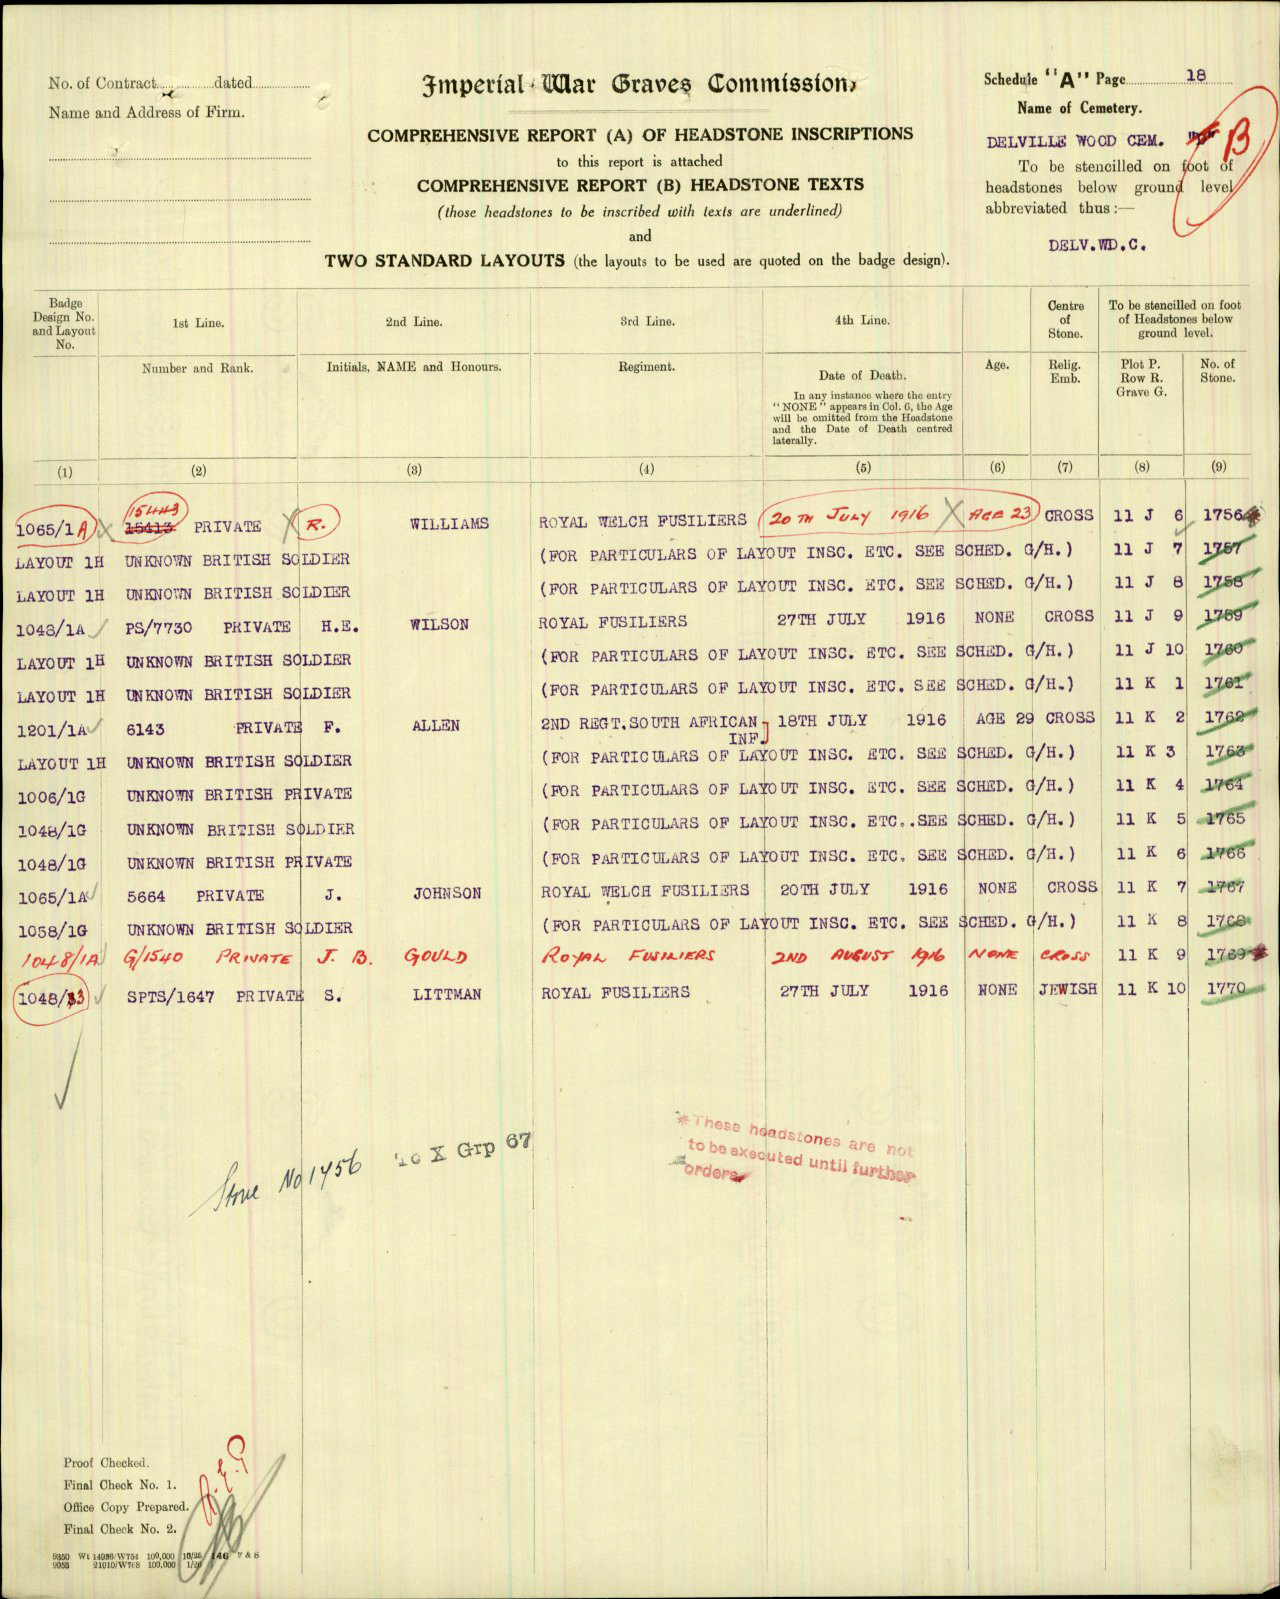 No. of Contract dated
Name and Address of Firm.
Imperial War Graves Commission
COMPREHENSIVE REPORT (A) OF HEADSTONE INSCRIPTIONS
to this report is attached
COMPREHENSIVE REPORT (B) HEADSTONE TEXTS
(those headstones to be inscribed with texts are underlined)
and
TWO STANDARD LAYOUTS (the layouts to be used are quoted on the badge design).
Schedule "A" Page 18
Name of Cemetery.
DELVILLE WOOD CEM. B
To be stencilled on foot of
headstones below ground level
abbreviated thus :—
DELV.WD.C.
Badge Design No. and Layout No.
1st Line.
2nd Line.
3rd Line.
4th Line.
Centre of Stone.
To be stencilled on foot of Headstones below ground level.
Number and Rank.
Initials, NAME and Honours.
Regiment.
Date of Death.
In any instance where the entry "NONE" appears in Col. 6, the Age will be omitted from the Headstone and the Date of Death centred laterally.
Age.
Relig. Emb.
Plot P. Row R. Grave G.
No. of Stone.
(1) (2) (3) (4) (5) (6) (7) (8) (9)
15443
1065/1A 15413 PRIVATE R. WILLIAMS ROYAL WELCH FUSILIERS 20TH JULY 1916 AGE 23 CROSS 11 J 6 1756
LAYOUT 1H UNKNOWN BRITISH SOLDIER (FOR PARTICULARS OF LAYOUT INSC. ETC. SEE SCHED. G/H.) 11 J 7 1757
LAYOUT 1H UNKNOWN BRITISH SOLDIER (FOR PARTICULARS OF LAYOUT INSC. ETC. SEE SCHED. G/H.) 11 J 8 1758
1048/1A PS/7730 PRIVATE H.E. WILSON ROYAL FUSILIERS 27TH JULY 1916 NONE CROSS 11 J 9 1759
LAYOUT 1H UNKNOWN BRITISH SOLDIER (FOR PARTICULARS OF LAYOUT INSC. ETC. SEE SCHED. G/H.) 11 J 10 1760
LAYOUT 1H UNKNOWN BRITISH SOLDIER (FOR PARTICULARS OF LAYOUT INSC. ETC. SEE SCHED. G/H.) 11 K 1 1761
1201/1A 6143 PRIVATE F. ALLEN 2ND REGT.SOUTH AFRICAN 18TH JULY 1916 AGE 29 CROSS 11 K 2 1762
INF.
LAYOUT 1H UNKNOWN BRITISH SOLDIER (FOR PARTICULARS OF LAYOUT INSC. ETC. SEE SCHED. G/H.) 11 K 3 1763
1006/1G UNKNOWN BRITISH PRIVATE (FOR PARTICULARS OF LAYOUT INSC. ETC. SEE SCHED. G/H.) 11 K 4 1764
1048/1G UNKNOWN BRITISH SOLDIER (FOR PARTICULARS OF LAYOUT INSC. ETC..SEE SCHED. G/H.) 11 K 5 1765
1048/1G UNKNOWN BRITISH PRIVATE (FOR PARTICULARS OF LAYOUT INSC. ETC. SEE SCHED. G/H.) 11 K 6 1766
1065/1A 5664 PRIVATE J. JOHNSON ROYAL WELCH FUSILIERS 20TH JULY 1916 NONE CROSS 11 K 7 1767
1058/1G UNKNOWN BRITISH SOLDIER (FOR PARTICULARS OF LAYOUT INSC. ETC. SEE SCHED. G/H.) 11 K 8 1768
1048/1A G/1540 PRIVATE J. B. GOULD ROYAL FUSILIERS 2ND AUGUST 1916 NONE CROSS 11 K 9 1769*
1048/3 SPTS/1647 PRIVATE S. LITTMAN ROYAL FUSILIERS 27TH JULY 1916 NONE JEWISH 11 K 10 1770
*These headstones are not
to be executed until further
orders
Stone No 1756 To X Grp 67
Proof Checked.
Final Check No. 1.
Office Copy Prepared.
Final Check No. 2.
9350 Wt 14956/W754 100,000 10/25 146 F & S
9953 21010/W768 100,000 1/26